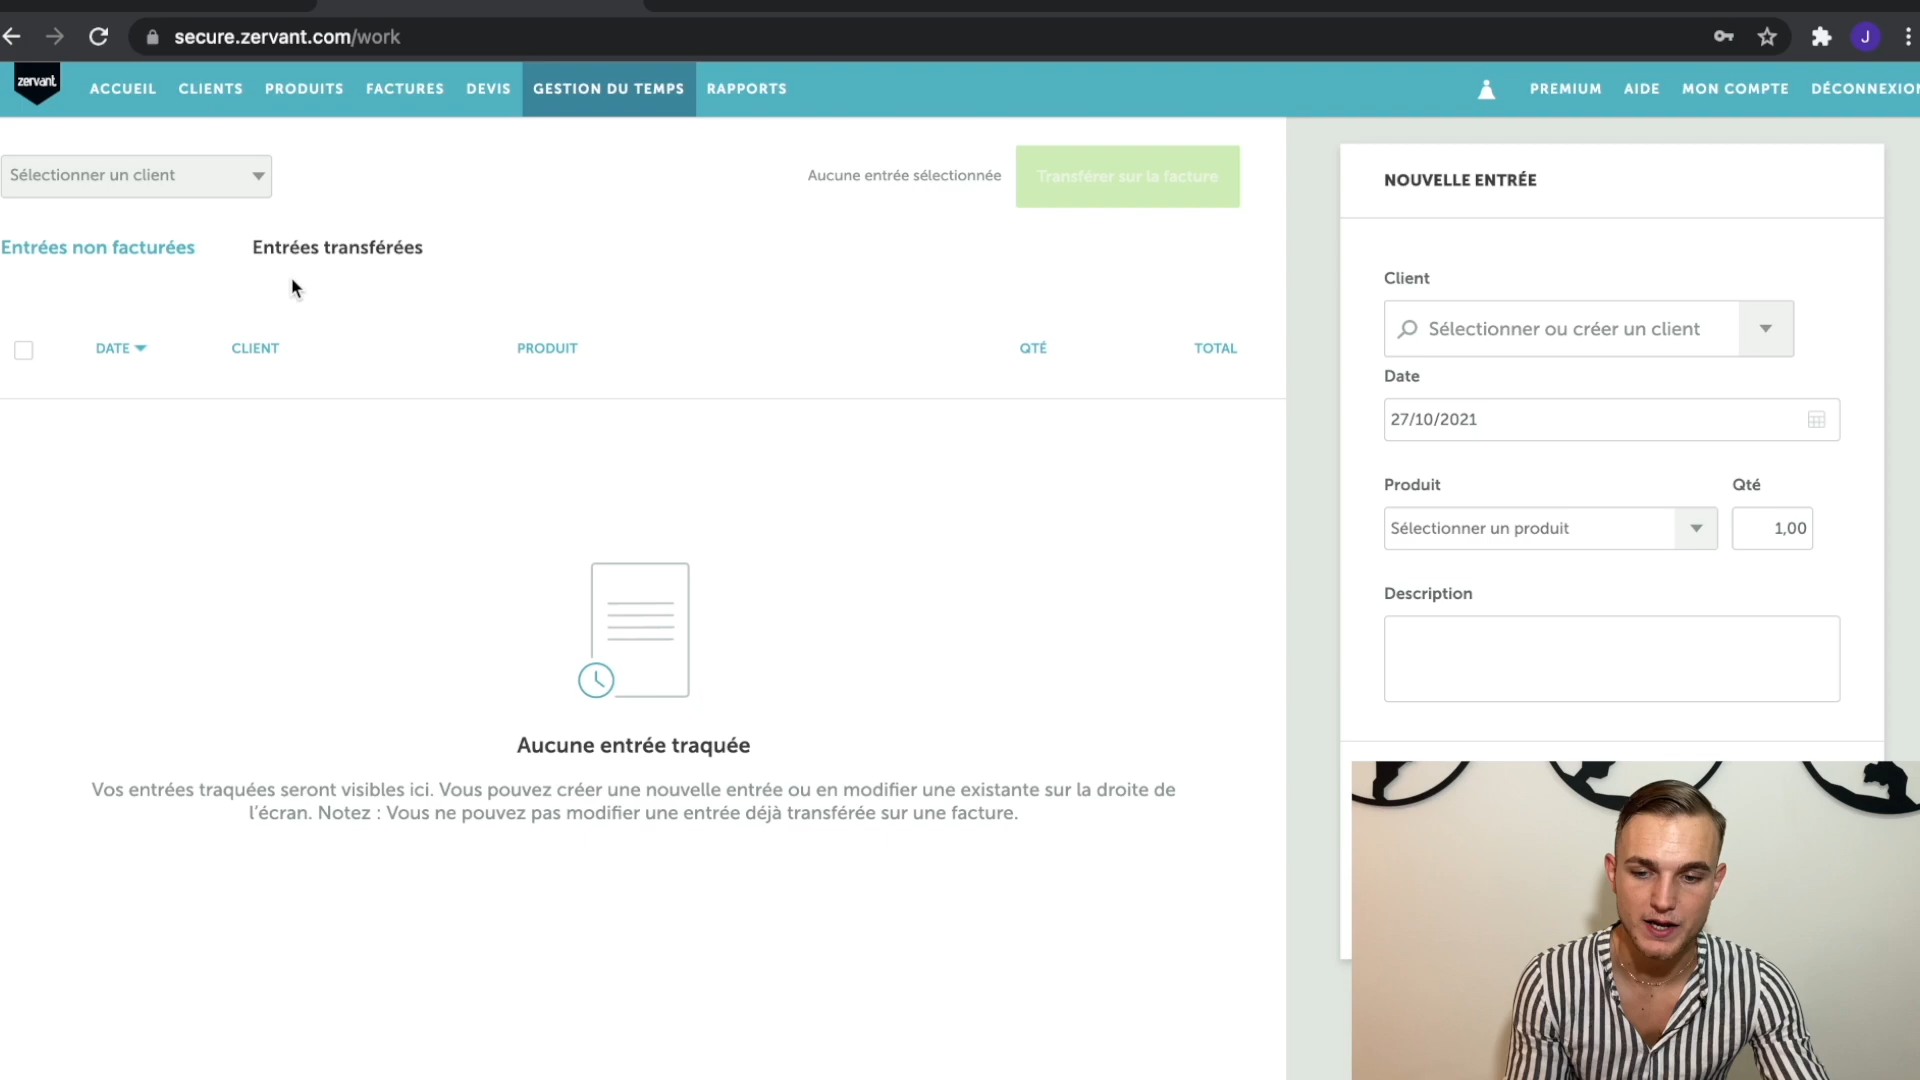 secure.zervant.com/work
J
zervant
ACCUEIL CLIENTS PRODUITS FACTURES DEVIS GESTION DU TEMPS RAPPORTS
PREMIUM AIDE MON COMPTE DÉCONNEXION
Sélectionner un client
Aucune entrée sélectionnée
Transférer sur la facture
Entrées non facturées
Entrées transférées
DATE CLIENT PRODUIT QTÉ TOTAL
Aucune entrée traquée
Vos entrées traquées seront visibles ici. Vous pouvez créer une nouvelle entrée ou en modifier une existante sur la droite de
l'écran. Notez : Vous ne pouvez pas modifier une entrée déjà transférée sur une facture.
NOUVELLE ENTRÉE
Client
Sélectionner ou créer un client
Date
27/10/2021
Produit Qté
Sélectionner un produit 1,00
Description